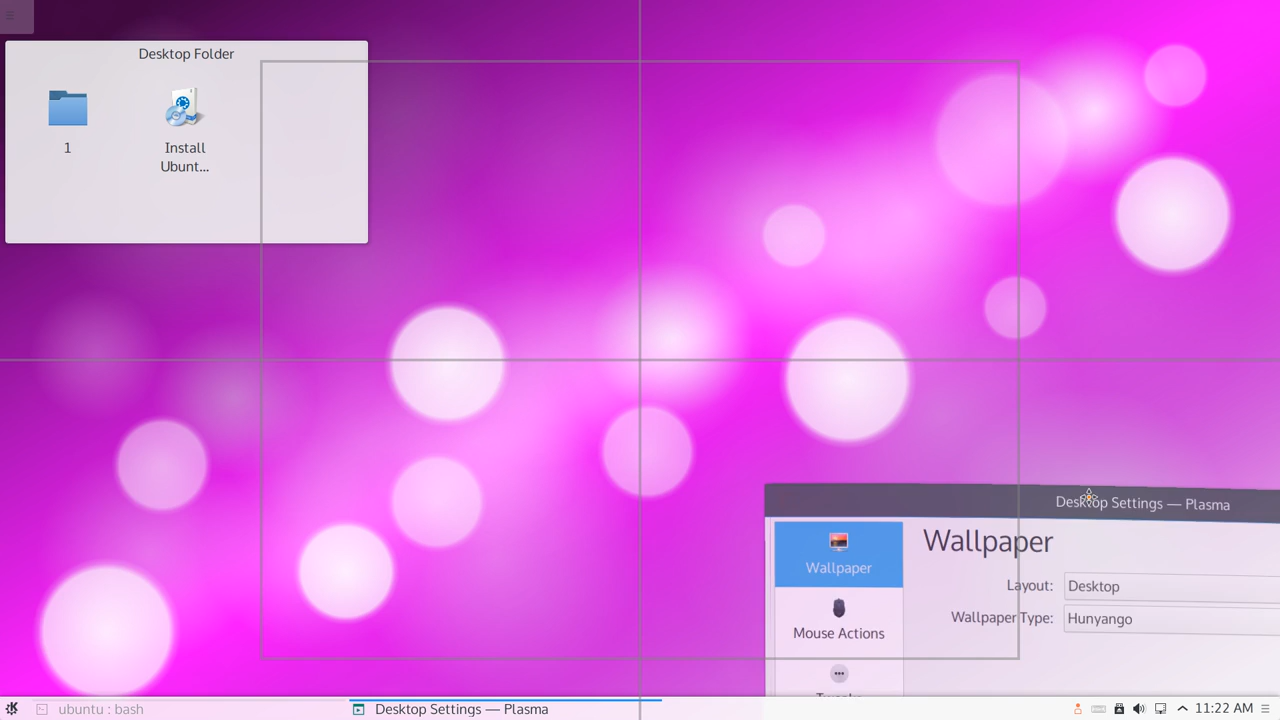 Desktop Folder
1
Install
Ubunt...
Desktop Settings — Plasma
Wallpaper
Wallpaper
Layout:
Desktop
Wallpaper Type:
Hunyango
Mouse Actions
Tweaks
ubuntu : bash
Desktop Settings — Plasma
11:22 AM